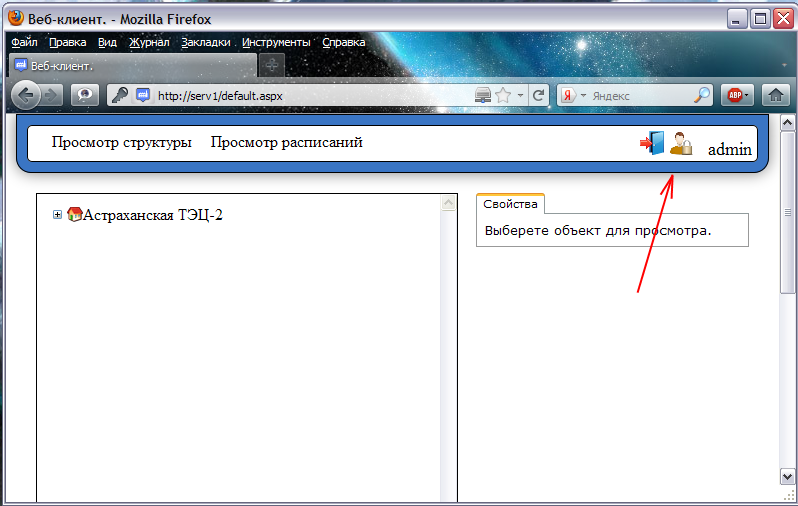 Веб-клиент. - Mozilla Firefox
Файл Правка Вид Журнал Закладки Инструменты Справка
Веб-клиент.
http://serv1/default.aspx
Я Яндекс
ABP
Просмотр структуры Просмотр расписаний admin
Свойства
Астраханская ТЭЦ-2
Выберете объект для просмотра.